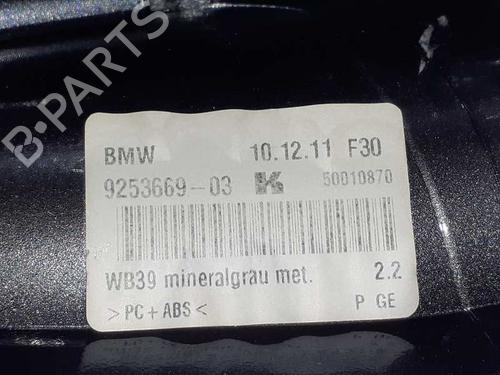 B-PARTS
BMW 10.12.11 F30
9253669-03 K 50010870
WB39 mineralgrau met. 2.2
>PC+ABS< P GE